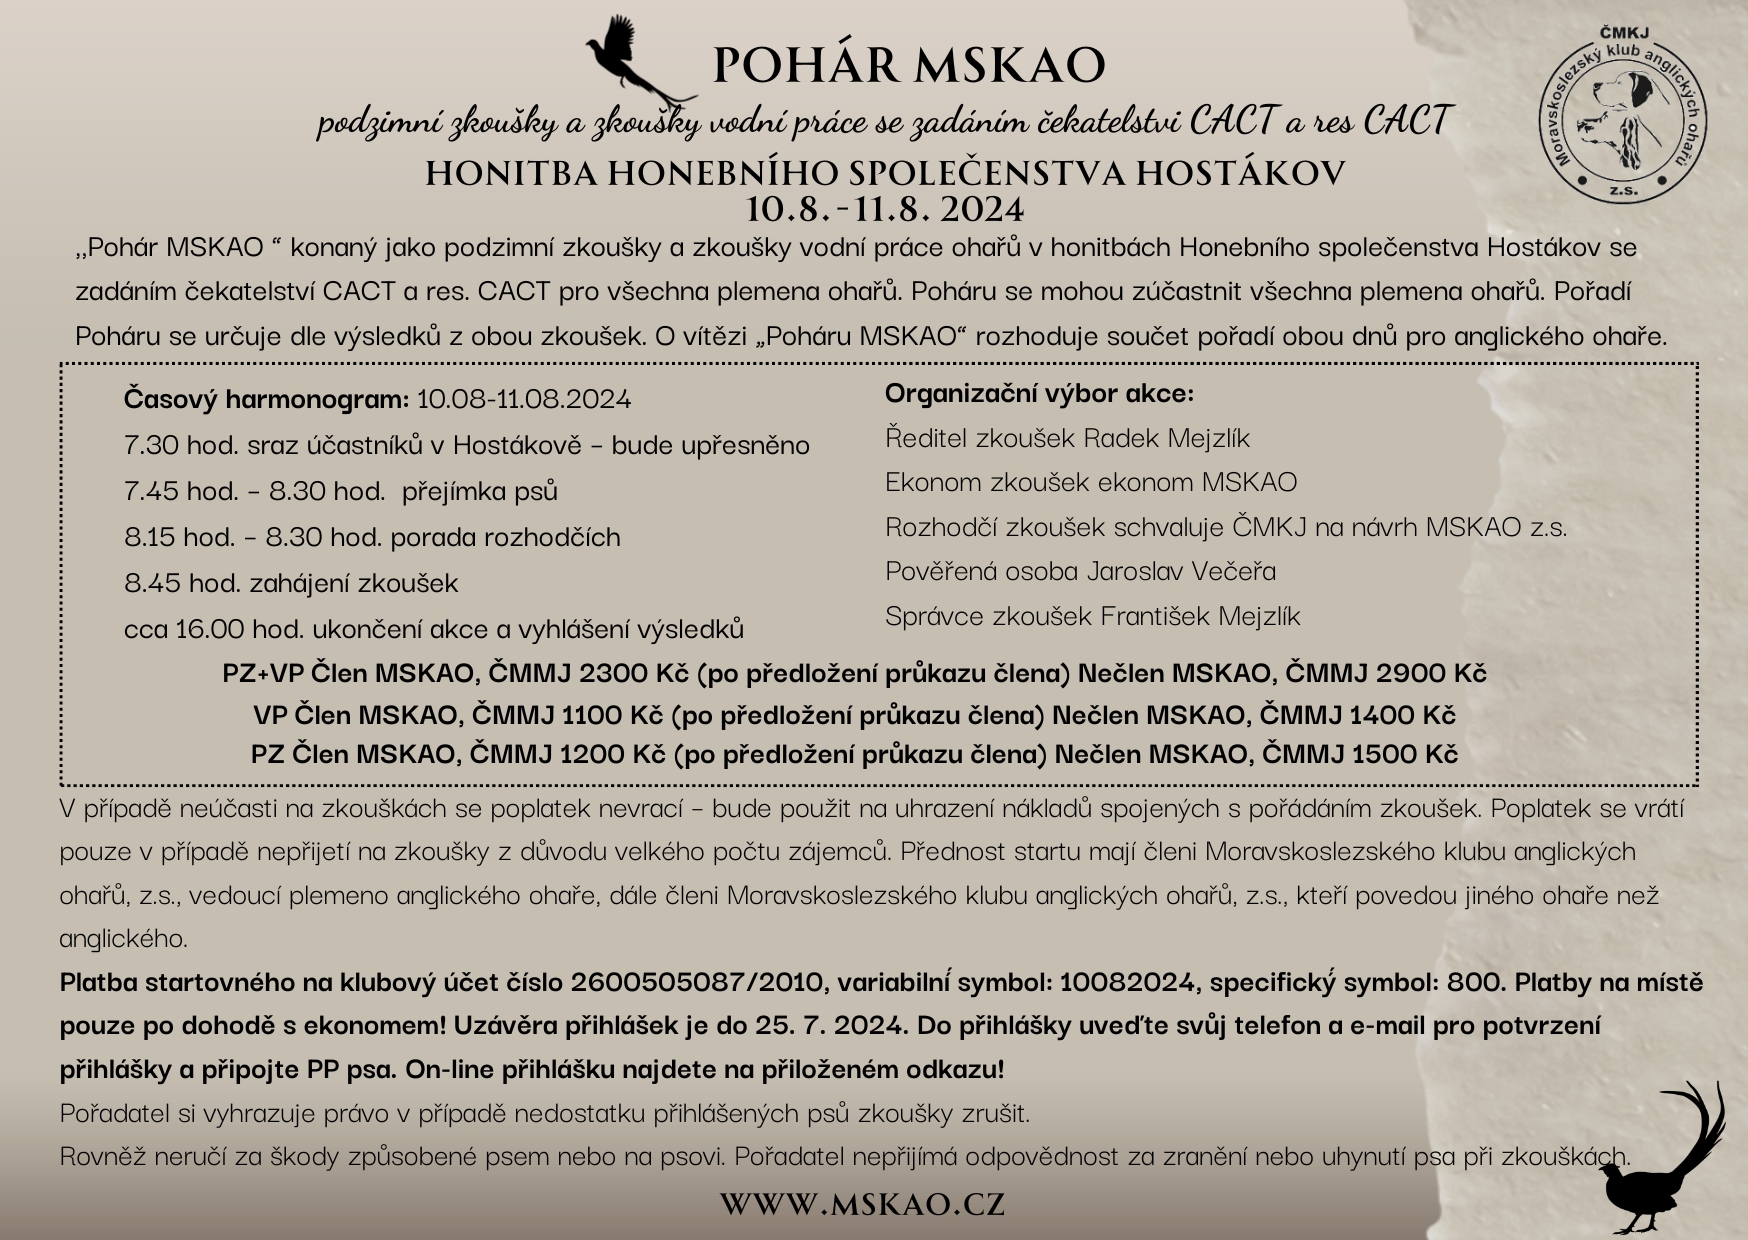 POHÁR MSKAO
podzimní zkoušky a zkoušky vodní práce se zadáním čekatelstvi CACT a res CACT
HONITBA HONEBNÍHO SPOLEČENSTVA HOSTÁKOV
10.8.-11.8. 2024
ČMKJ
Moravskoslezský klub anglických ohařů
z.s.
,,Pohár MSKAO “ konaný jako podzimní zkoušky a zkoušky vodní práce ohařů v honitbách Honebního společenstva Hostákov se
zadáním čekatelství CACT a res. CACT pro všechna plemena ohařů. Poháru se mohou zúčastnit všechna plemena ohařů. Pořadí
Poháru se určuje dle výsledků z obou zkoušek. O vítězi „Poháru MSKAO“ rozhoduje součet pořadí obou dnů pro anglického ohaře.
Časový harmonogram: 10.08-11.08.2024
7.30 hod. sraz účastníků v Hostákově – bude upřesněno
7.45 hod. – 8.30 hod.  přejímka psů
8.15 hod. – 8.30 hod. porada rozhodčích
8.45 hod. zahájení zkoušek
cca 16.00 hod. ukončení akce a vyhlášení výsledků
Organizační výbor akce:
Ředitel zkoušek Radek Mejzlík
Ekonom zkoušek ekonom MSKAO
Rozhodčí zkoušek schvaluje ČMKJ na návrh MSKAO z.s.
Pověřená osoba Jaroslav Večeřa
Správce zkoušek František Mejzlík
PZ+VP Člen MSKAO, ČMMJ 2300 Kč (po předložení průkazu člena) Nečlen MSKAO, ČMMJ 2900 Kč
VP Člen MSKAO, ČMMJ 1100 Kč (po předložení průkazu člena) Nečlen MSKAO, ČMMJ 1400 Kč
PZ Člen MSKAO, ČMMJ 1200 Kč (po předložení průkazu člena) Nečlen MSKAO, ČMMJ 1500 Kč
V případě neúčasti na zkouškách se poplatek nevrací – bude použit na uhrazení nákladů spojených s pořádáním zkoušek. Poplatek se vrátí
pouze v případě nepřijetí na zkoušky z důvodu velkého počtu zájemců. Přednost startu mají členi Moravskoslezského klubu anglických
ohařů, z.s., vedoucí plemeno anglického ohaře, dále členi Moravskoslezského klubu anglických ohařů, z.s., kteří povedou jiného ohaře než
anglického.
Platba startovného na klubový účet číslo 2600505087/2010, variabilní symbol: 10082024, specifický symbol: 800. Platby na místě
pouze po dohodě s ekonomem! Uzávěra přihlášek je do 25. 7. 2024. Do přihlášky uveďte svůj telefon a e-mail pro potvrzení
přihlášky a připojte PP psa. On-line přihlášku najdete na přiloženém odkazu!
Pořadatel si vyhrazuje právo v případě nedostatku přihlášených psů zkoušky zrušit.
Rovněž neručí za škody způsobené psem nebo na psovi. Pořadatel nepřijímá odpovědnost za zranění nebo uhynutí psa při zkouškách.
WWW.MSKAO.CZ